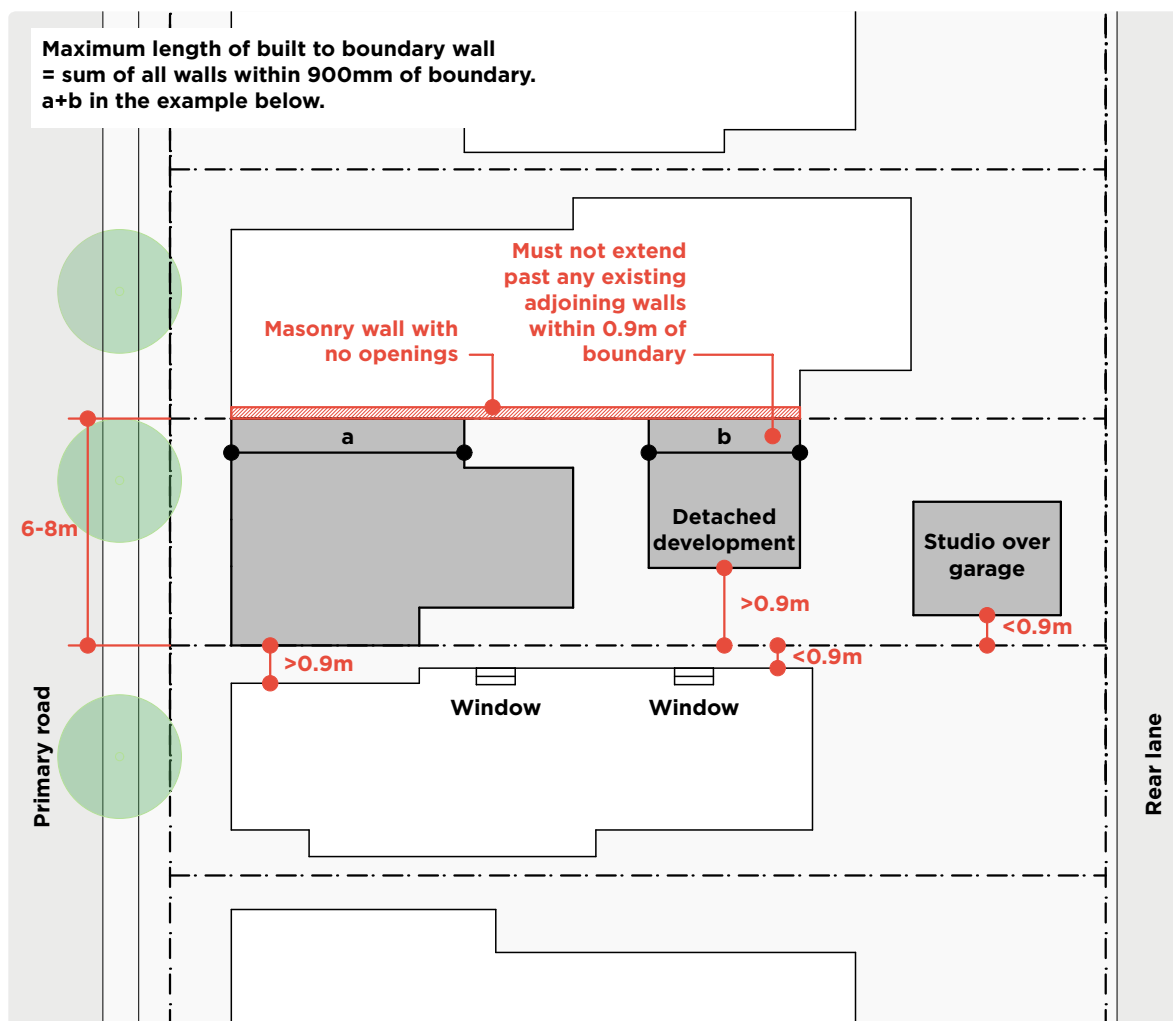 Maximum length of built to boundary wall
= sum of all walls within 900mm of boundary.
a+b in the example below.
Must not extend
past any existing
adjoining walls
within 0.9m of
boundary
Masonry wall with
no openings
a
b
6-8m
Detached
development
Studio over
garage
>0.9m
<0.9m
>0.9m
<0.9m
Window
Window
Primary road
Rear lane